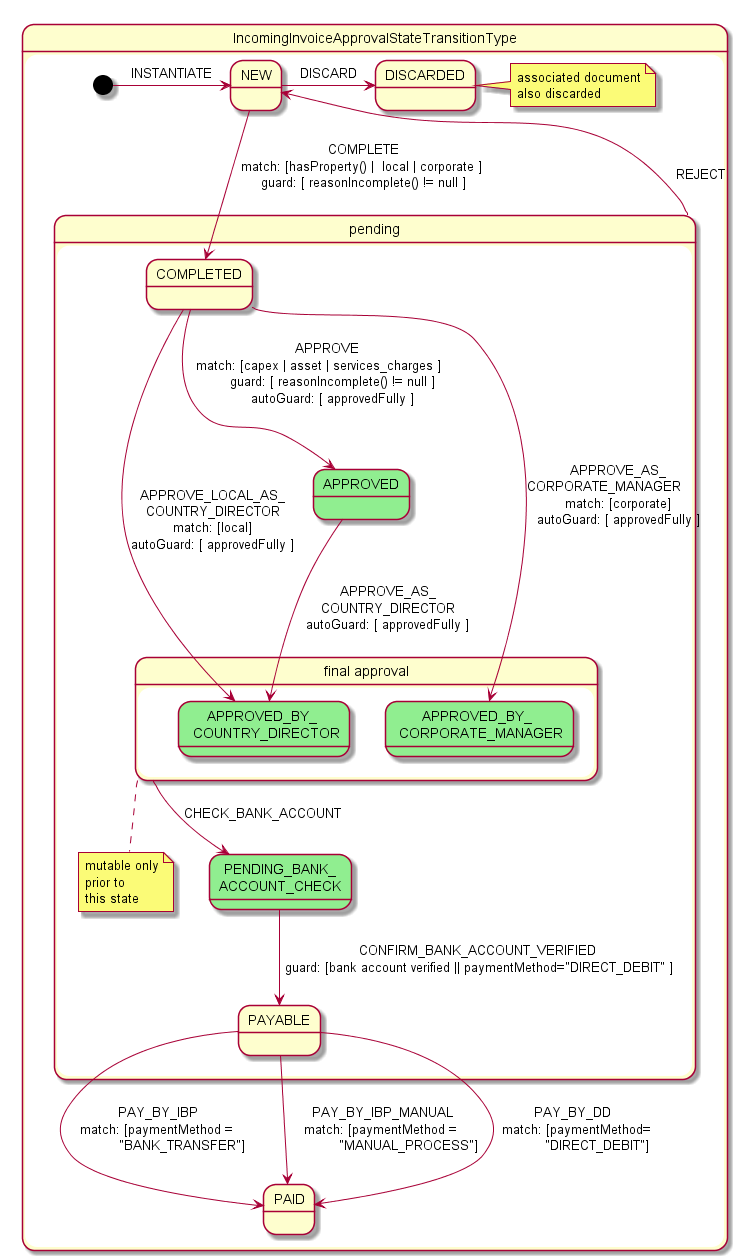 IncomingInvoiceApprovalStateTransitionType
INSTANTIATE
NEW
DISCARD
DISCARDED
associated document
also discarded
COMPLETE
match: [hasProperty() | local | corporate ]
guard: [ reasonIncomplete() != null ]
REJECT
pending
COMPLETED
APPROVE
match: [capex | asset | services_charges ]
guard: [ reasonIncomplete() != null ]
autoGuard: [ approvedFully ]
APPROVE_LOCAL_AS_
COUNTRY_DIRECTOR
match: [local]
autoGuard: [ approvedFully ]
APPROVED
APPROVE_AS_
CORPORATE_MANAGER
match: [corporate]
autoGuard: [ approvedFully ]
APPROVE_AS_
COUNTRY_DIRECTOR
autoGuard: [ approvedFully ]
final approval
APPROVED_BY_
COUNTRY_DIRECTOR
APPROVED_BY_
CORPORATE_MANAGER
CHECK_BANK_ACCOUNT
mutable only
prior to
this state
PENDING_BANK_
ACCOUNT_CHECK
CONFIRM_BANK_ACCOUNT_VERIFIED
guard: [bank account verified || paymentMethod="DIRECT_DEBIT" ]
PAYABLE
PAY_BY_IBP
match: [paymentMethod =
"BANK_TRANSFER"]
PAY_BY_IBP_MANUAL
match: [paymentMethod =
"MANUAL_PROCESS"]
PAY_BY_DD
match: [paymentMethod=
"DIRECT_DEBIT"]
PAID